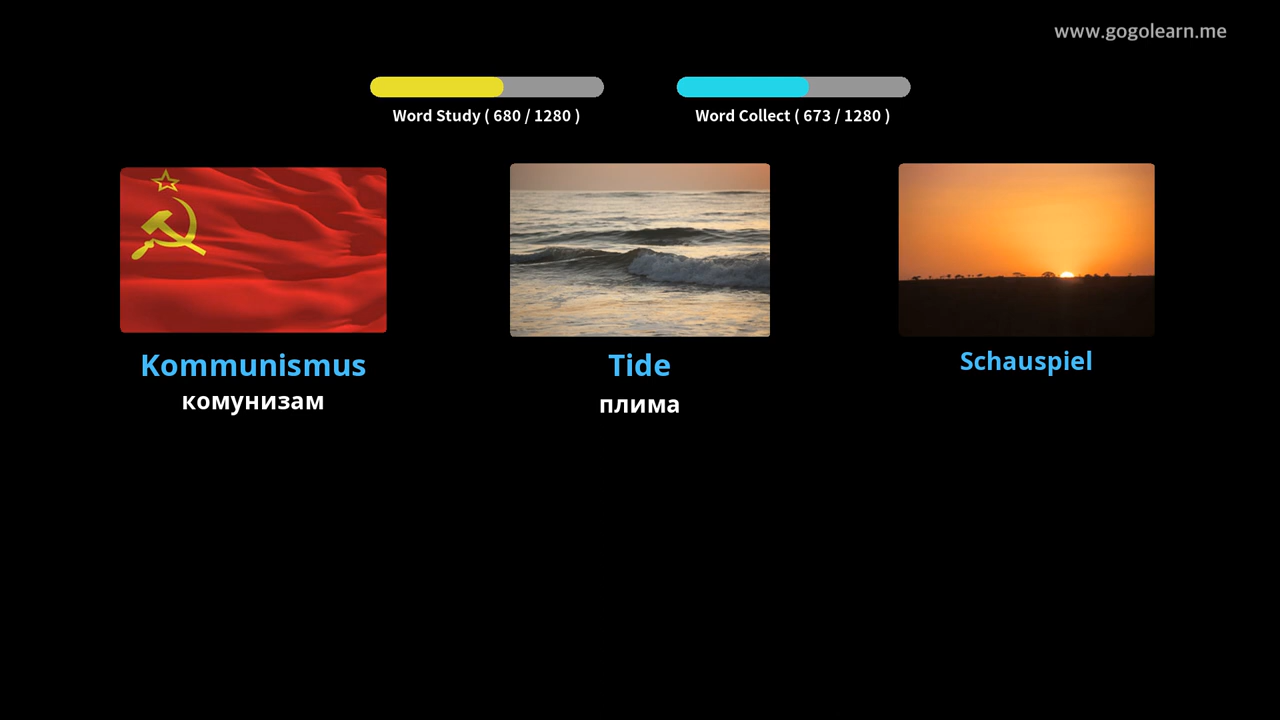 www.gogolearn.me
Word Study ( 680 / 1280 )
Word Collect ( 673 / 1280 )
Kommunismus
комунизам
Tide
плима
Schauspiel